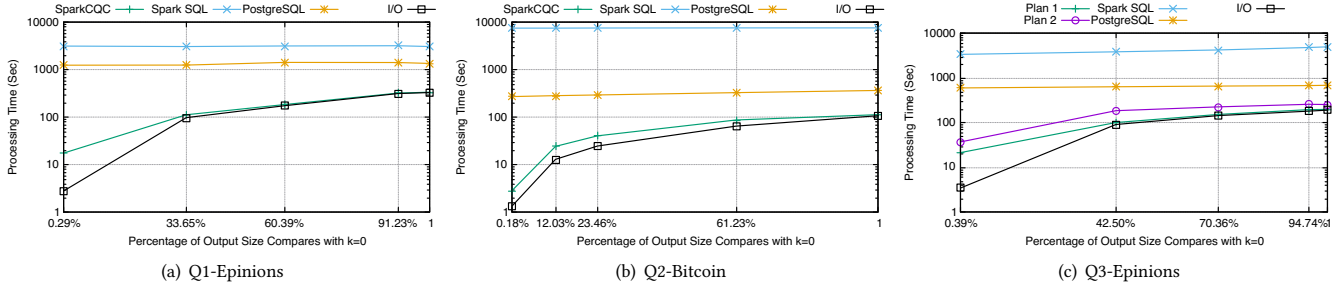 SparkCQC Spark SQL PostgreSQL I/O
10000
1000
100
10
1
Processing Time (Sec)
0.29% 33.65% 60.39% 91.23% 1
Percentage of Output Size Compares with k=0
(a) Q1-Epinions
SparkCQC Spark SQL PostgreSQL I/O
10000
1000
100
10
1
Processing Time (Sec)
0.18% 12.03% 23.46% 61.23% 1
Percentage of Output Size Compares with k=0
(b) Q2-Bitcoin
Plan 1 Spark SQL I/O
Plan 2 PostgreSQL
10000
1000
100
10
1
Processing Time (Sec)
0.39% 42.50% 70.36% 94.74% 1
Percentage of Output Size Compares with k=0
(c) Q3-Epinions